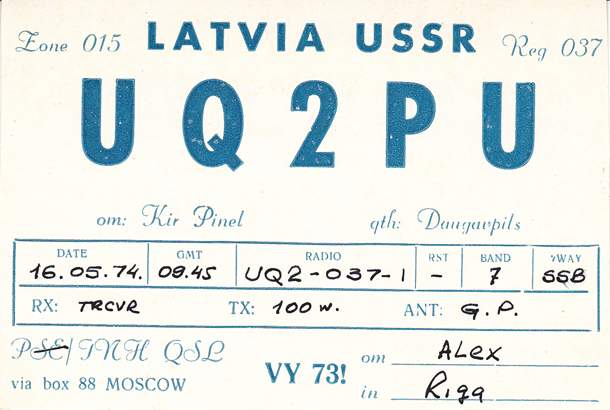 Zone 015 LATVIA USSR Reg 037
UQ2PU
om: Kir Pinel qth: Daugavpils
DATE GMT RADIO RST BAND 2WAY
16.05.74. 09.45 UQ2-037-1 - 7 SSB
RX: TRCVR TX: 100 W. ANT: G.P.
PSE/TNH QSL om ALex
via box 88 MOSCOW VY 73! in Riga